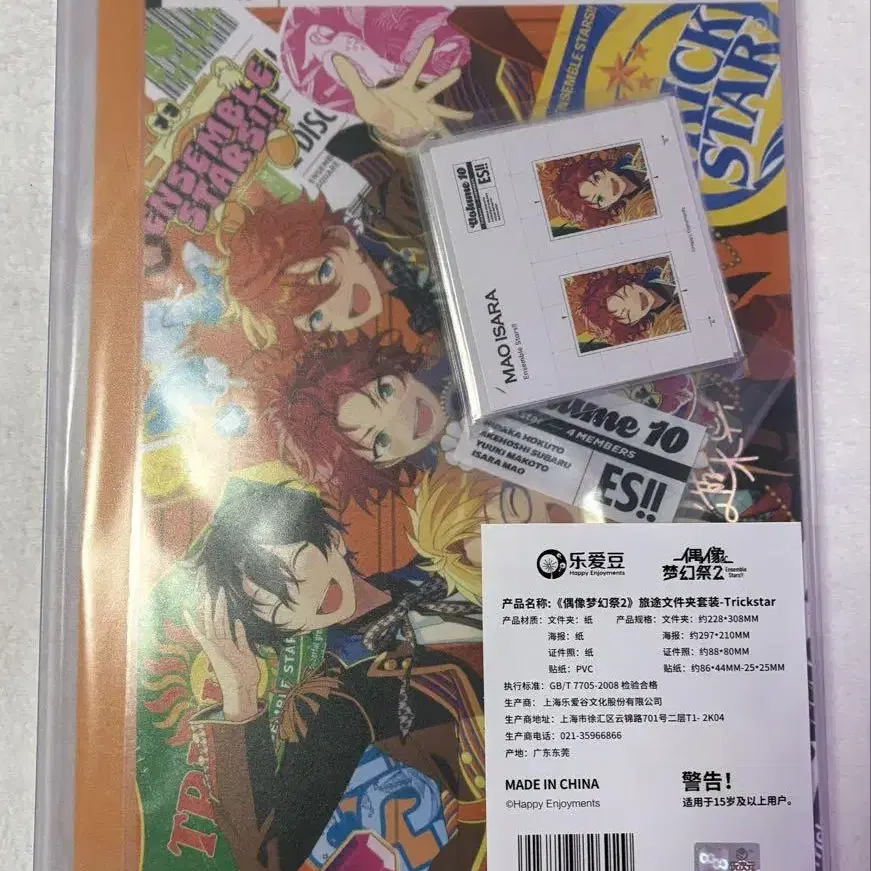 ENSEMBLE
STARS!!
DISC
ENSEMBLE
SQUARE
ENSEMBLE STARS!!
TRICK
STAR
Volume 10
ES!!
MAO ISARA
Ensemble Stars!!
Volume 10
4 MEMBERS
HIDAKA HOKUTO
AKEHOSHI SUBARU
YUUKI MAKOTO
ISARA MAO
ES!!
乐爱豆
Happy Enjoyments
偶像
梦幻祭2
Ensemble
Stars!!
产品名称:《偶像梦幻祭2》旅途文件夹套装-Trickstar
产品材质: 文件夹: 纸 产品规格: 文件夹: 约228*308MM
海报: 纸 海报: 约297*210MM
证件照: 纸 证件照: 约88*80MM
贴纸: PVC 贴纸: 约86*44MM-25*25MM
执行标准: GB/T 7705-2008 检验合格
生产商: 上海乐爱谷文化股份有限公司
生产商地址: 上海市徐汇区云锦路701号二层T1- 2K04
生产商电话: 021-35966866
产地: 广东东莞
MADE IN CHINA
©Happy Enjoyments
警告!
适用于15岁及以上用户。